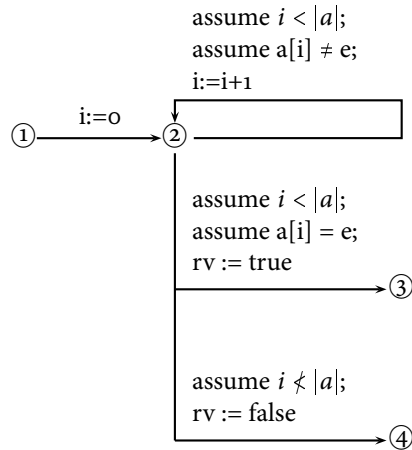 assume i < |a|;
assume a[i] ≠ e;
i:=i+1
i:=0
① ②
assume i < |a|;
assume a[i] = e;
rv := true
③
assume i ≮ |a|;
rv := false
④